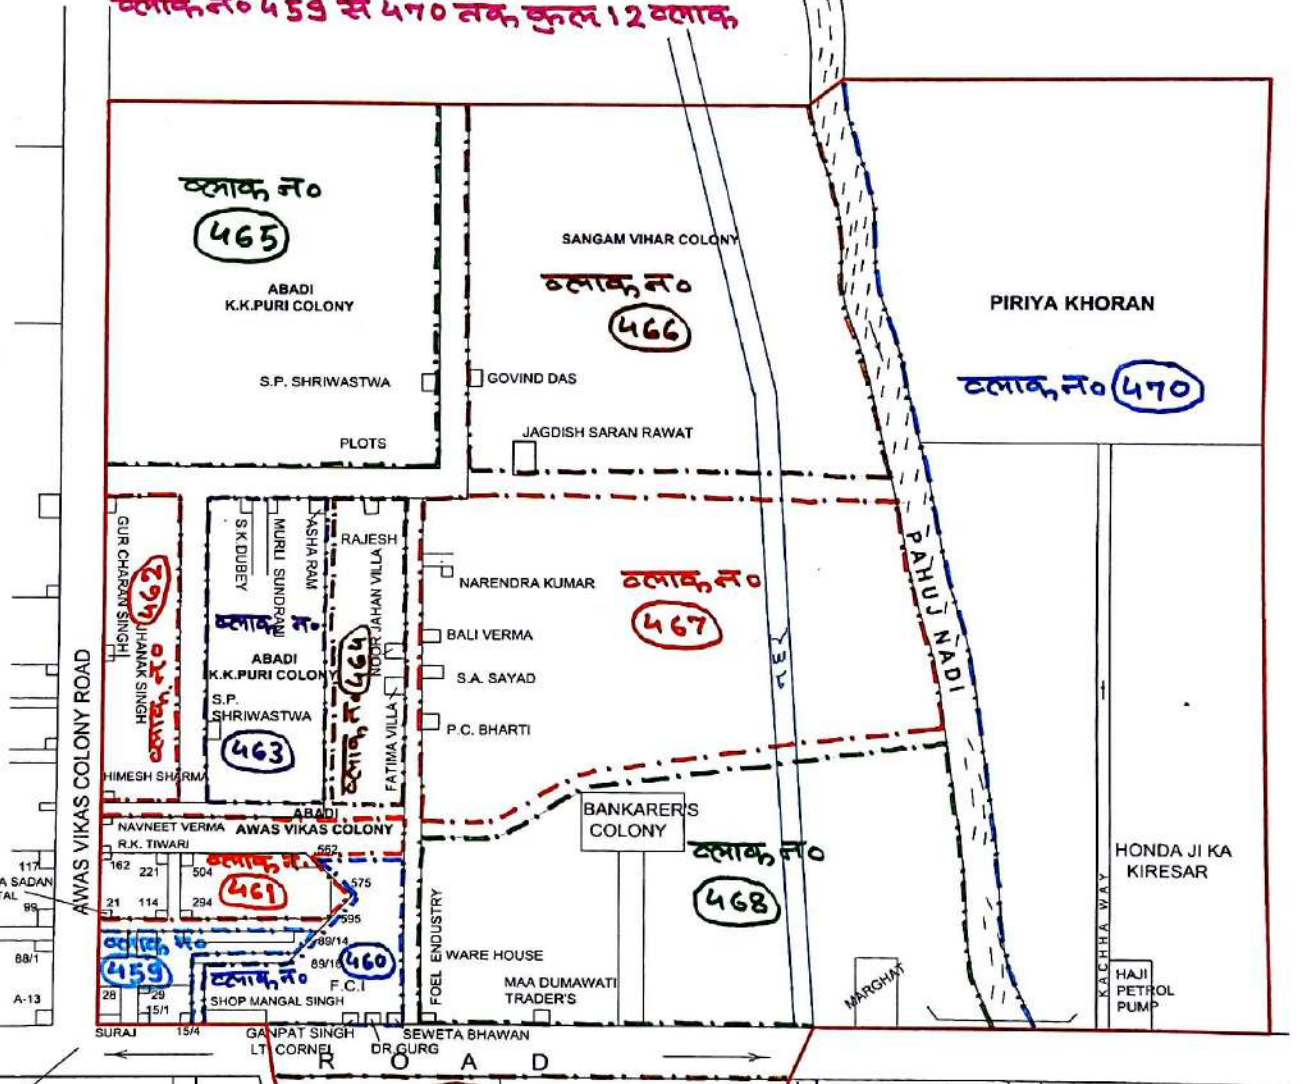 ब्लाक नं० 459 से 470 तक कुल 12 ब्लाक
ब्लाक नं०
465
ABADI
K.K.PURI COLONY
S.P. SHRIWASTWA
PLOTS
SANGAM VIHAR COLONY
ब्लाक नं०
466
GOVIND DAS
JAGDISH SARAN RAWAT
PIRIYA KHORAN
ब्लाक नं० 470
GUR CHARAN SINGH
462
ब्लाक नं०
JHANAK SINGH
HIMESH SHARMA
S.K.DUBEY
MURLI SUNDRANI
ASHA RAM
ब्लाक नं०
ABADI
K.K.PURI COLONY
S.P.
SHRIWASTWA
463
RAJESH
NOOR JAHAN VILLA
464
ब्लाक नं०
FATIMA VILLA
NARENDRA KUMAR
BALI VERMA
S.A. SAYAD
P.C. BHARTI
ब्लाक नं०
467
PAHUJ NADI
AWAS VIKAS COLONY ROAD
ABADI
AWAS VIKAS COLONY
NAVNEET VERMA
R.K. TIWARI
562
162
221
504
ब्लाक नं.
461
575
21
114
294
595
117
A SADAN
TAL
99
88/1
A-13
ब्लाक नं०
459
28
29
15/1
89/14
460
ब्लाक नं०
F.C.I
SHOP MANGAL SINGH
BANKARER'S
COLONY
ब्लाक नं०
468
FOEL ENDUSTRY
WARE HOUSE
MAA DUMAWATI
TRADER'S
MARGHAT
KACHHA WAY
HONDA JI KA
KIRESAR
HAJI
PETROL
PUMP
SURAJ
15/4
GANPAT SINGH
LT. CORNEL
DR.GURG
SEWETA BHAWAN
ROAD